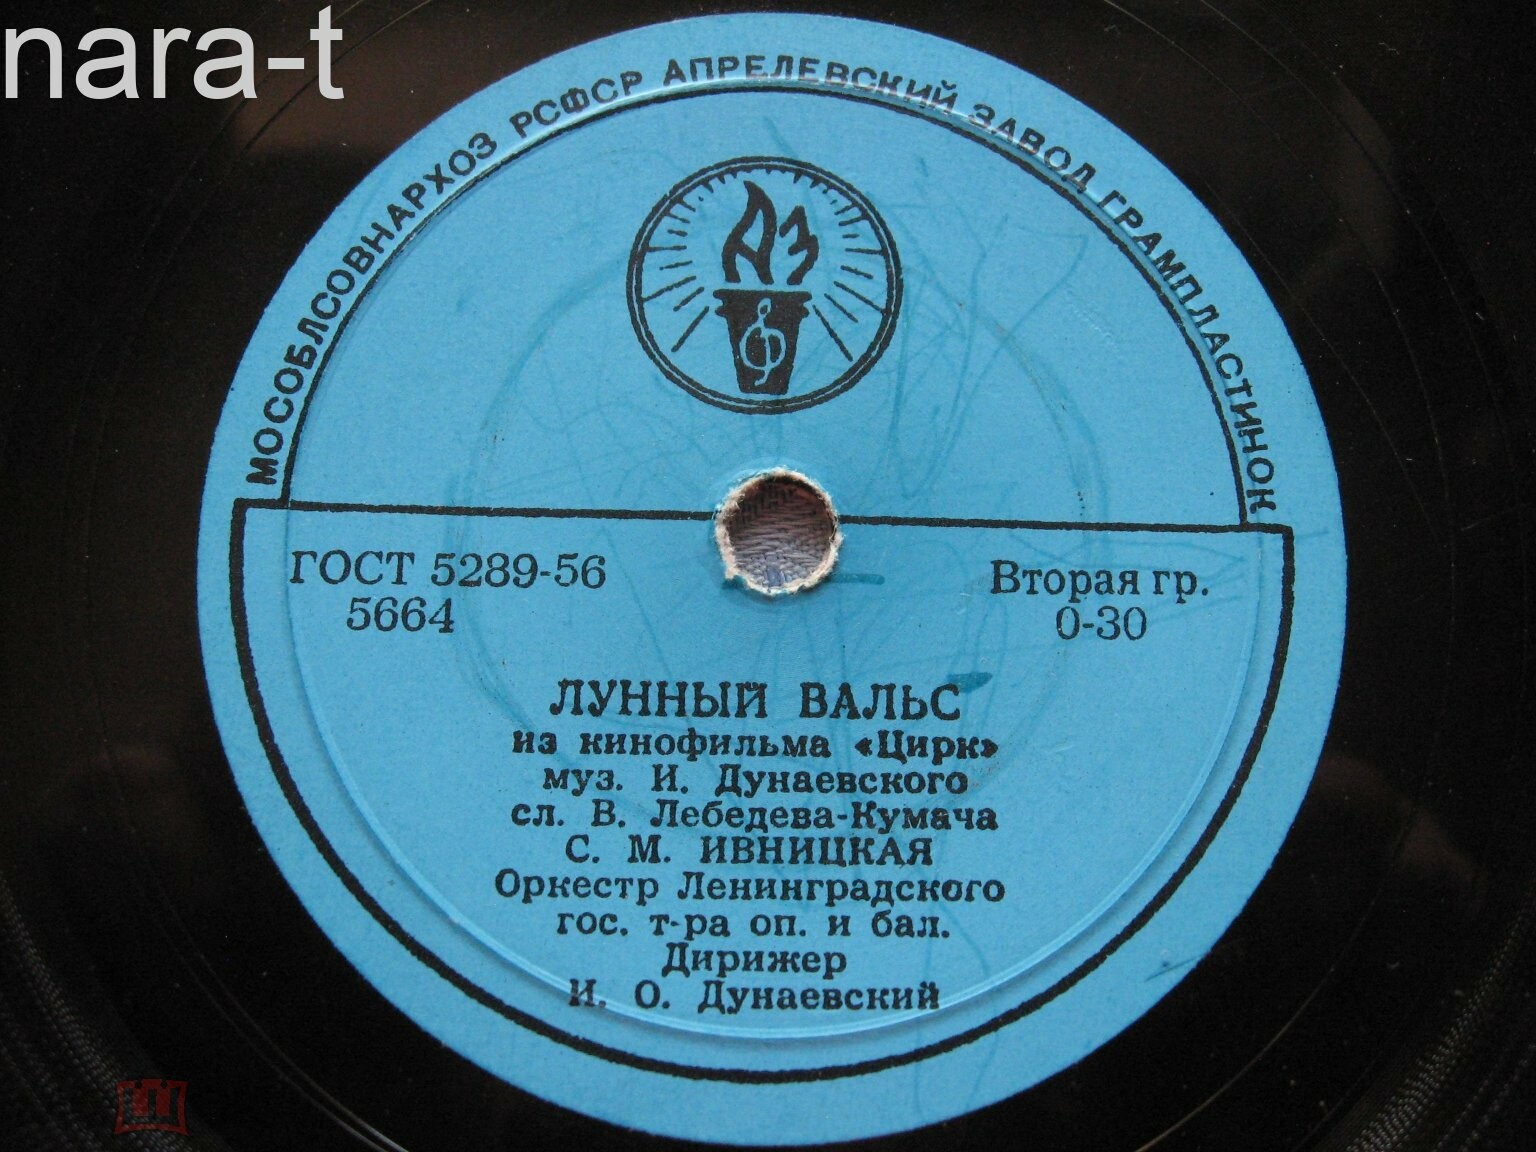 nara-t
МОСОБЛСОВНАРХОЗ РСФСР АПРЕЛЕВСКИЙ ЗАВОД ГРАМПЛАСТИНОК
АЗ
ГОСТ 5289-56
5664
Вторая гр.
0-30
ЛУННЫЙ ВАЛЬС
из кинофильма «Цирк»
муз. И. Дунаевского
сл. В. Лебедева-Кумача
С. М. ИВНИЦКАЯ
Оркестр Ленинградского
гос. т-ра оп. и бал.
Дирижер
И. О. Дунаевский